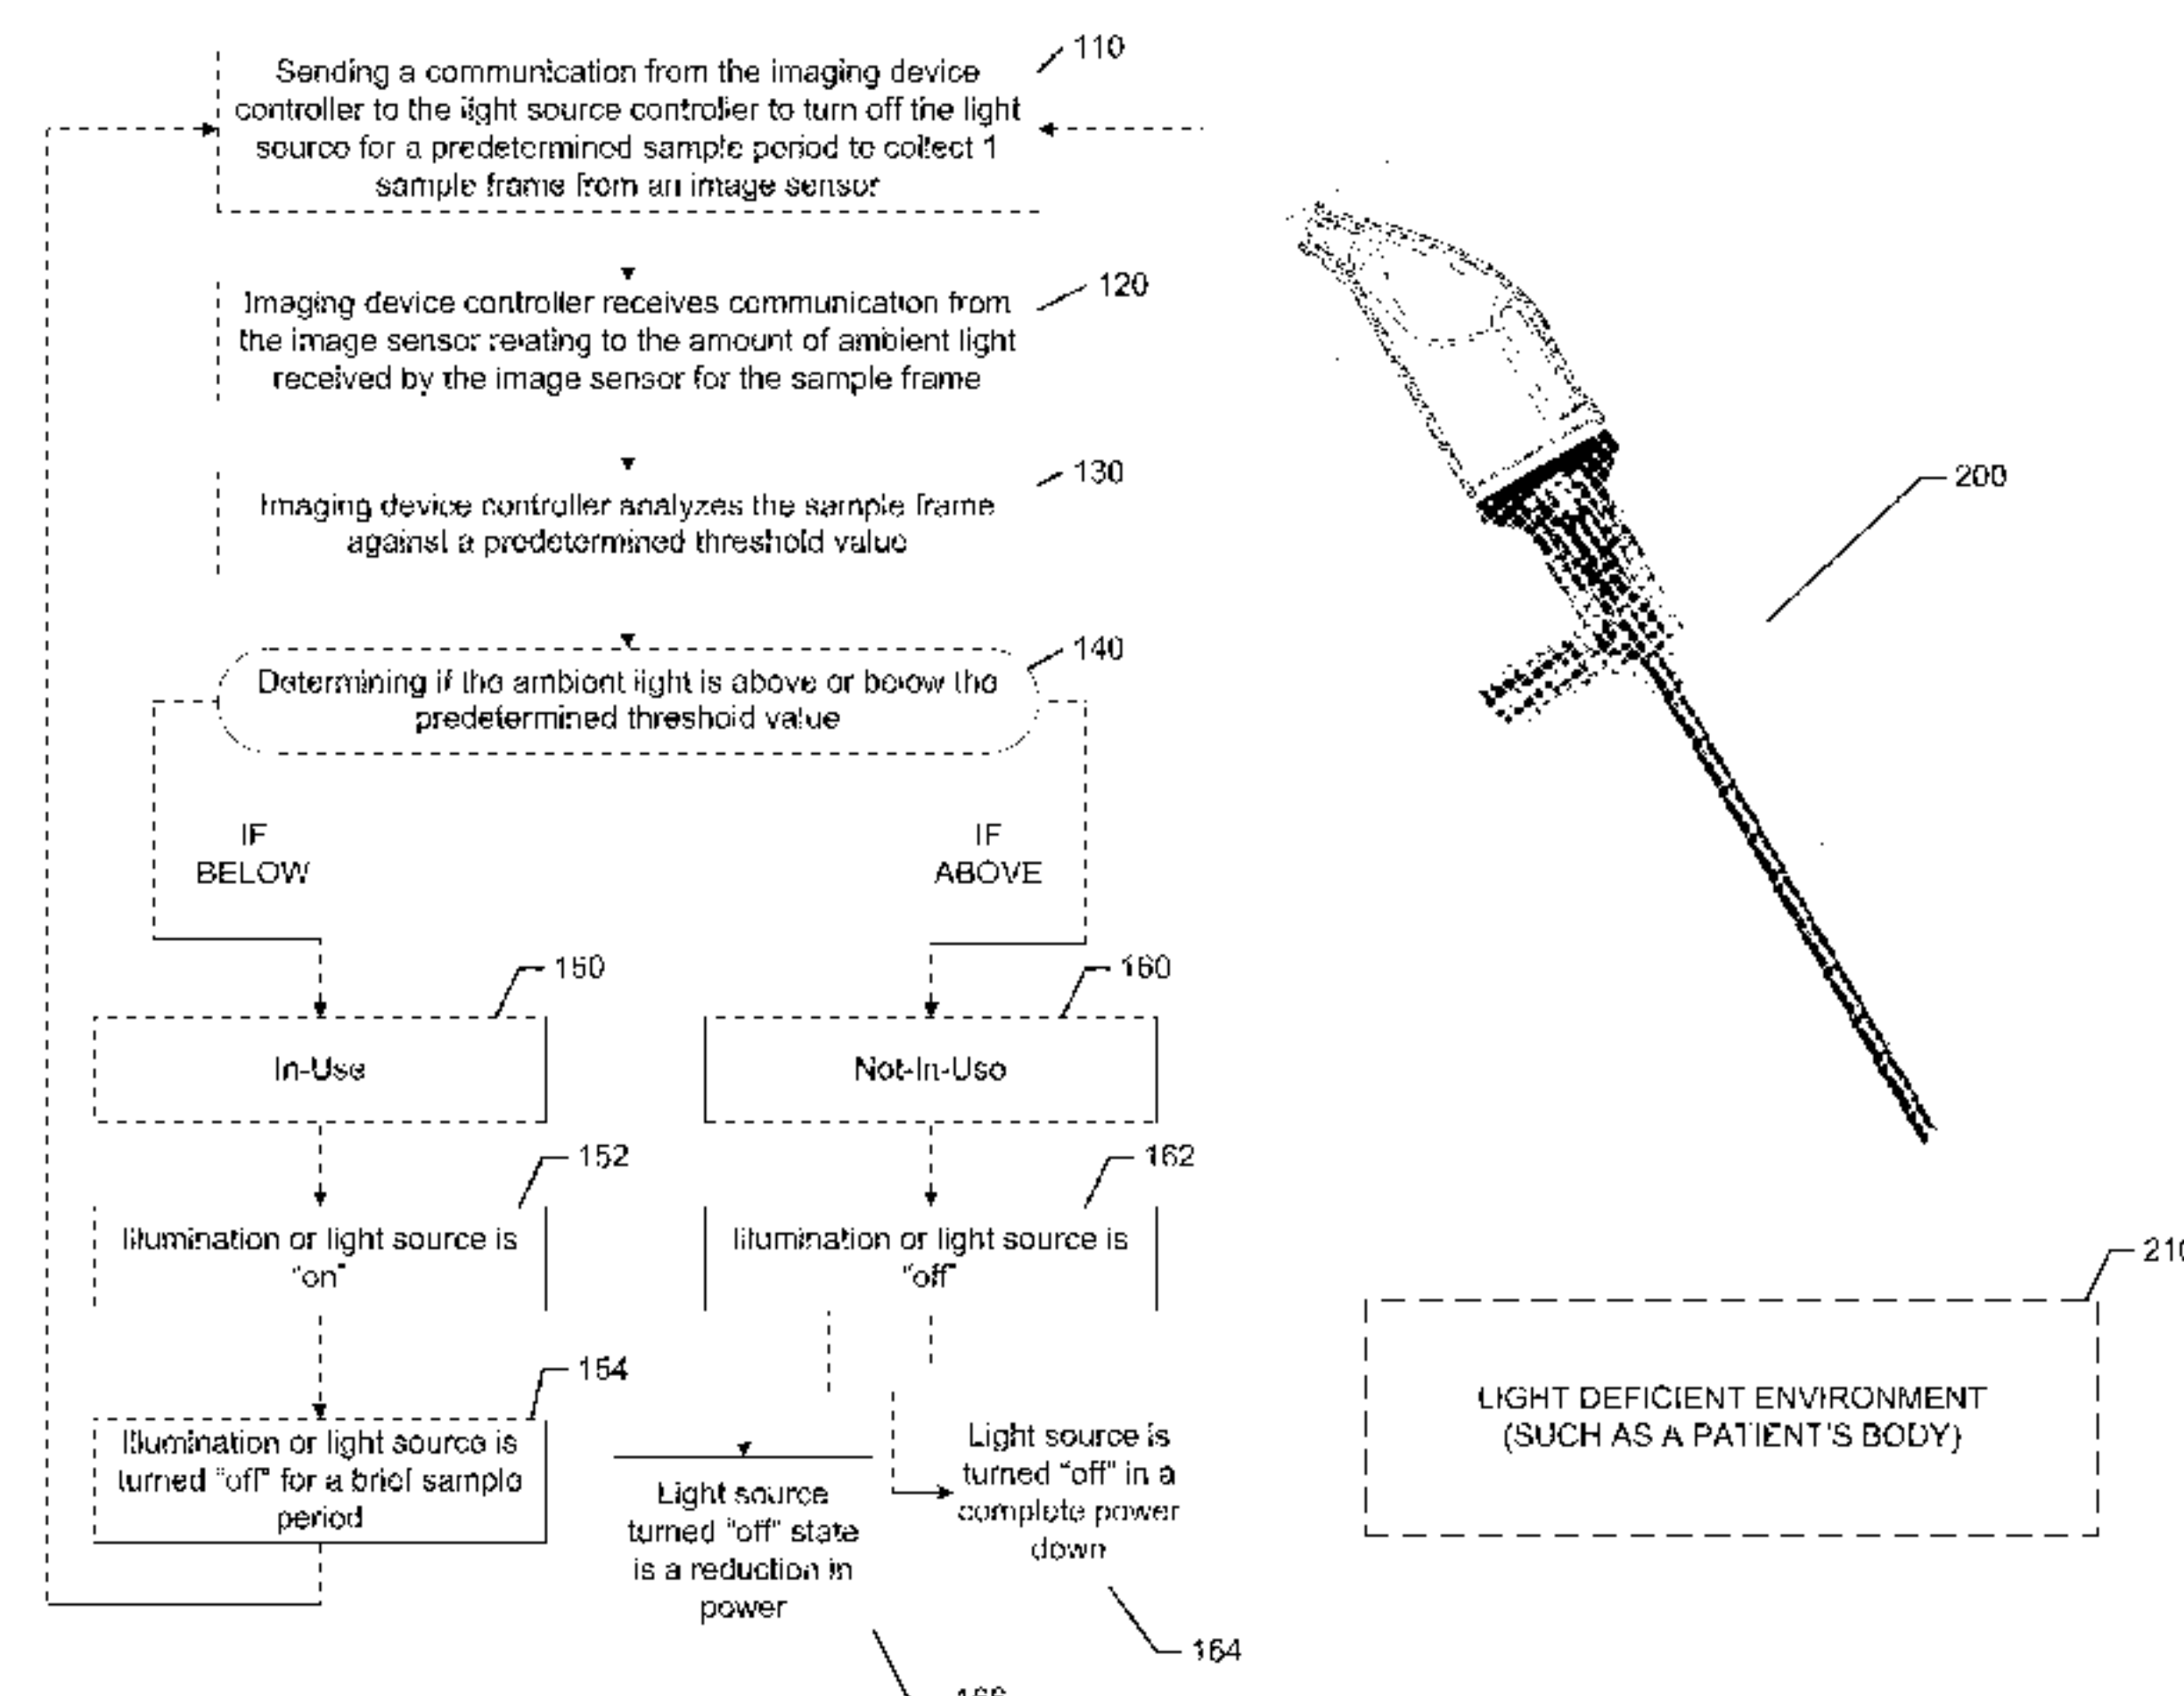 110
Sending a communication from the imaging device
controller to the light source controller to turn off the light
source for a predetermined sample period to collect 1
sample frame from an image sensor
120
Imaging device controller receives communication from
the image sensor relating to the amount of ambient light
received by the image sensor for the sample frame
130
Imaging device controller analyzes the sample frame
against a predetermined threshold value
140
Determining if the ambient light is above or below the
predetermined threshold value
IF
BELOW
IF
ABOVE
150
In-Use
160
Not-In-Use
152
Illumination or light source is
"on"
162
Illumination or light source is
"off"
154
Illumination or light source is
turned "off" for a brief sample
period
Light source
turned "off" state
is a reduction in
power
Light source is
turned "off" in a
complete power
down
164
200
210
LIGHT DEFICIENT ENVIRONMENT
(SUCH AS A PATIENT'S BODY)